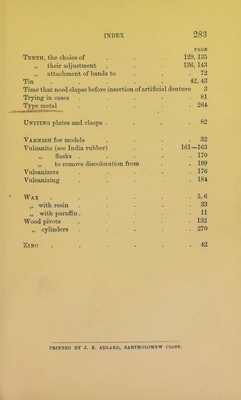 INDEX 283
PAGE
TEETH, the choice of . . . . 129, 135
„ their adjustment . . . . 136, 143
„ attachment of bands to . . . 72
Tin . . . . . . 42, 43
Time that need elapse before insertion of artificial denture 3
Trying in cases . . . . . 81
Type metal . . . . . 264
UNITING plates and clasps . . . . 82
VARNISH for models . . . . 32
Vulcanite (see India rubber) . . . 161—163
„ flasks . . . . . 170
„ to remove discoloration from . . 199
Vulcanizers . . . . . 176
Vulcanizing . . . . . 184
WAX . . . . . . 5, 6
„ with rosin . . . . . 33
„ with paraffin . . . . . 11
Wood pivots . . . . . 132
„ cylinders . . . . . 270
ZINC . . . . . . 42
PRINTED BY J. E. ADLARD, BARTHOLOMEW CLOSE.